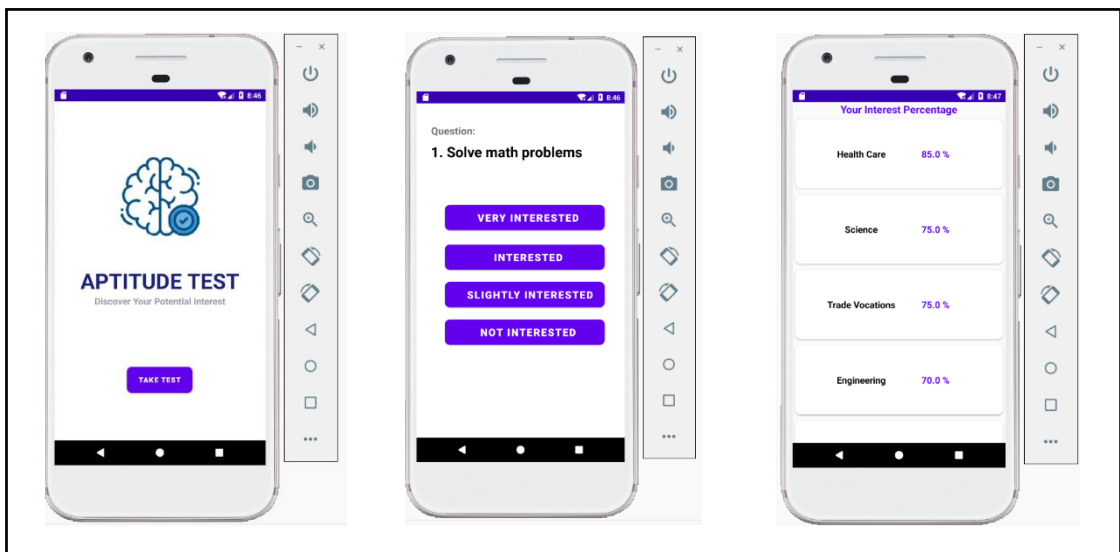 8:46
APTITUDE TEST
Discover Your Potential Interest
TAKE TEST
8:46
Question:
1. Solve math problems
VERY INTERESTED
INTERESTED
SLIGHTLY INTERESTED
NOT INTERESTED
8:47
Your Interest Percentage
Health Care 85.0 %
Science 75.0 %
Trade Vocations 75.0 %
Engineering 70.0 %